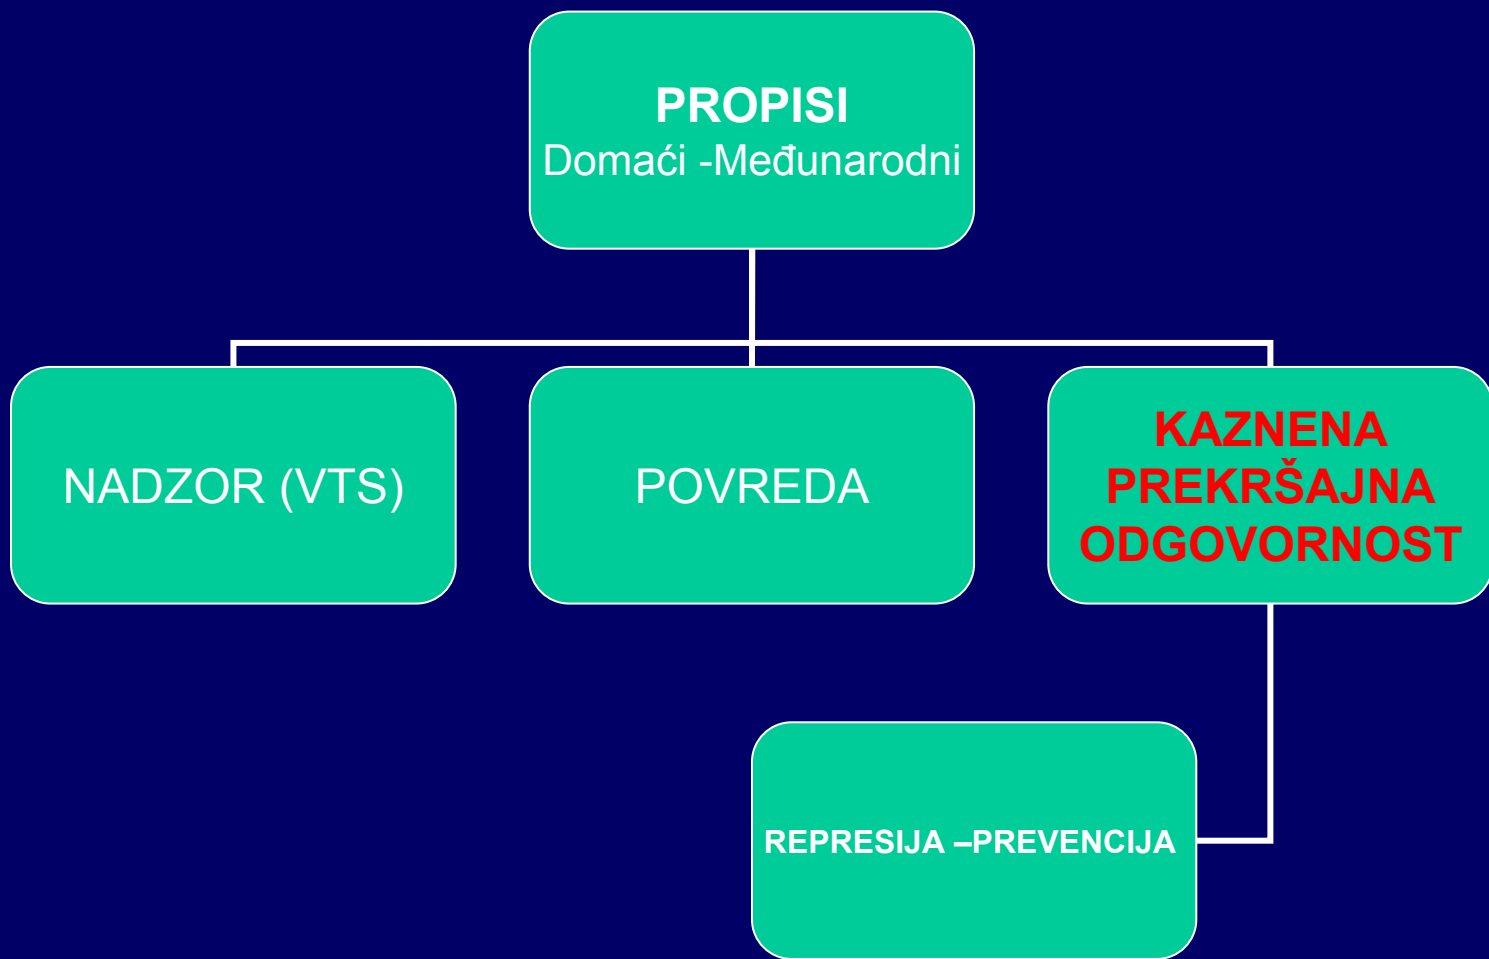 PROPISI
Domaći -Međunarodni
NADZOR (VTS)
POVREDA
KAZNENA
PREKRŠAJNA
ODGOVORNOST
REPRESIJA –PREVENCIJA